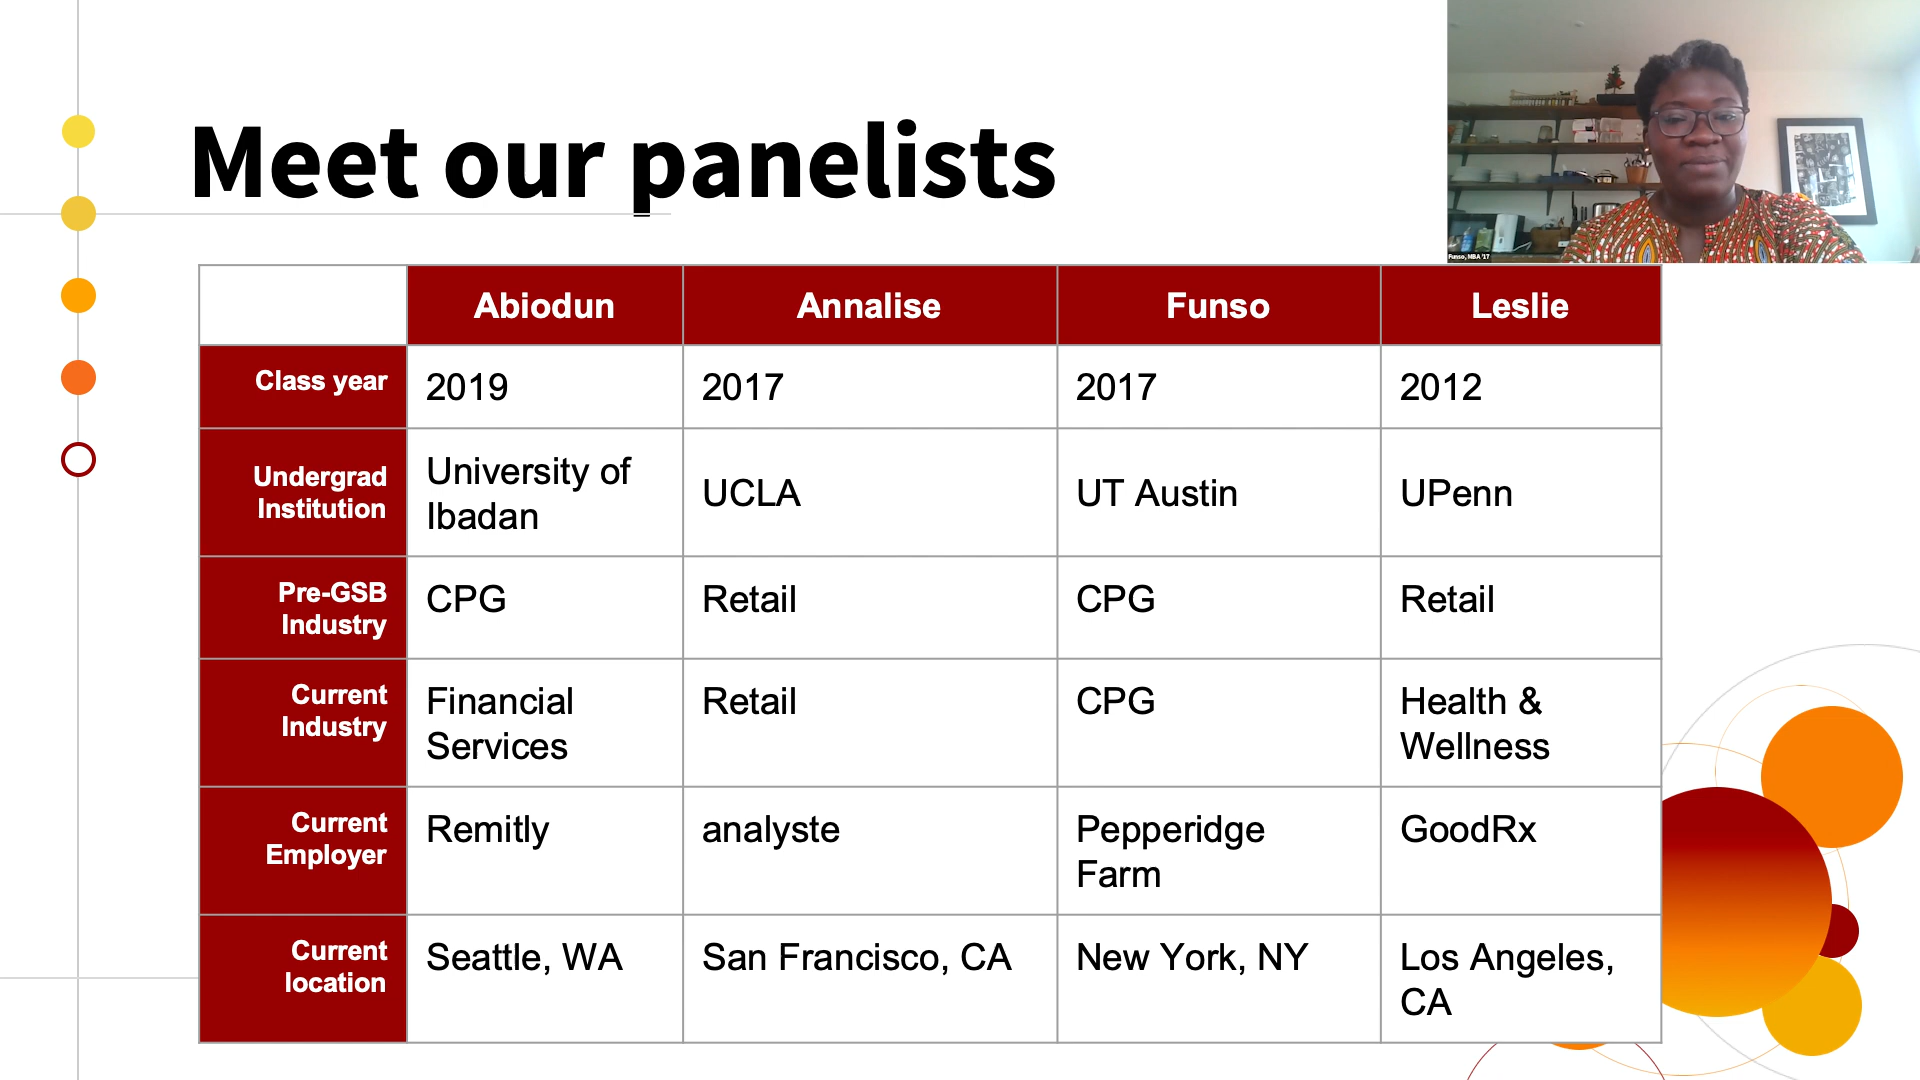 Meet our panelists
Funso, MBA '17
Abiodun Annalise Funso Leslie
Class year 2019 2017 2017 2012
Undergrad Institution University of Ibadan UCLA UT Austin UPenn
Pre-GSB Industry CPG Retail CPG Retail
Current Industry Financial Services Retail CPG Health & Wellness
Current Employer Remitly analyste Pepperidge Farm GoodRx
Current location Seattle, WA San Francisco, CA New York, NY Los Angeles, CA